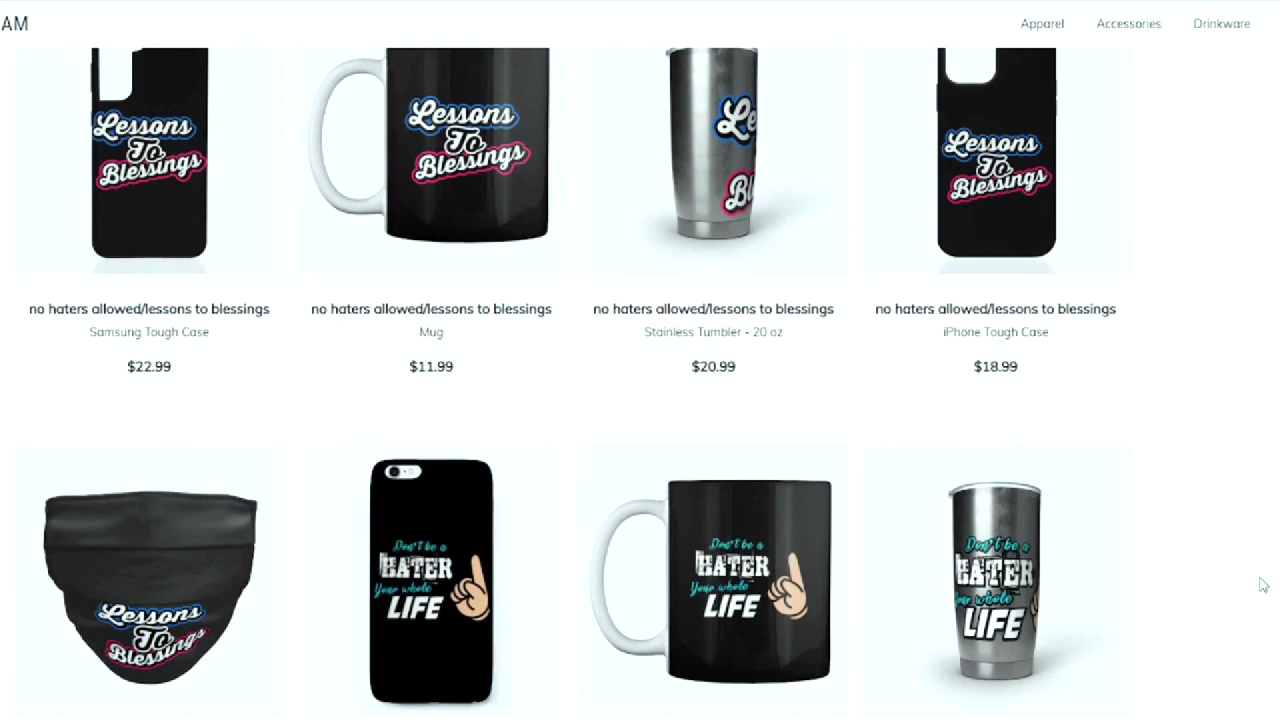 AM
Apparel Accessories Drinkware
Lessons
To
Blessings
Lessons
To
Blessings
Le
Bl
Lessons
To
Blessings
no haters allowed/lessons to blessings
Samsung Tough Case
$22.99
no haters allowed/lessons to blessings
Mug
$11.99
no haters allowed/lessons to blessings
Stainless Tumbler - 20 oz
$20.99
no haters allowed/lessons to blessings
iPhone Tough Case
$18.99
Lessons
To
Blessings
Don't be a
HATER
Your whole
LIFE
Don't be a
HATER
Your whole
LIFE
Don't be a
HATER
Your whole
LIFE